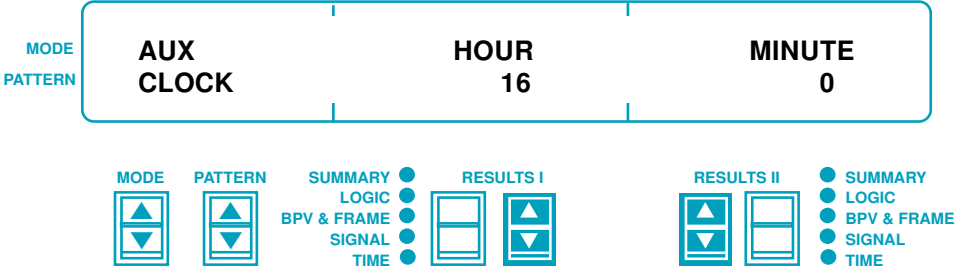 MODE AUX HOUR MINUTE
PATTERN CLOCK 16 0
MODE PATTERN SUMMARY RESULTS I RESULTS II SUMMARY
LOGIC LOGIC
BPV & FRAME BPV & FRAME
SIGNAL SIGNAL
TIME TIME